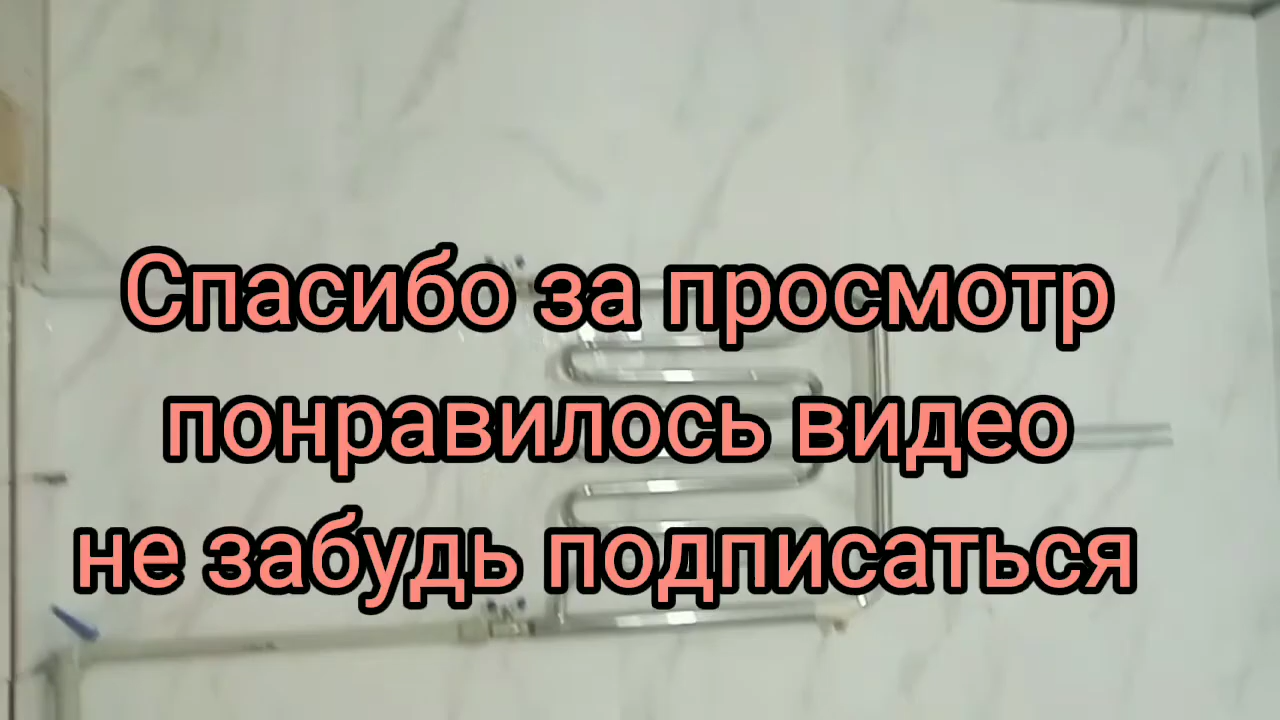 Спасибо за просмотр
понравилось видео
не забудь подписаться